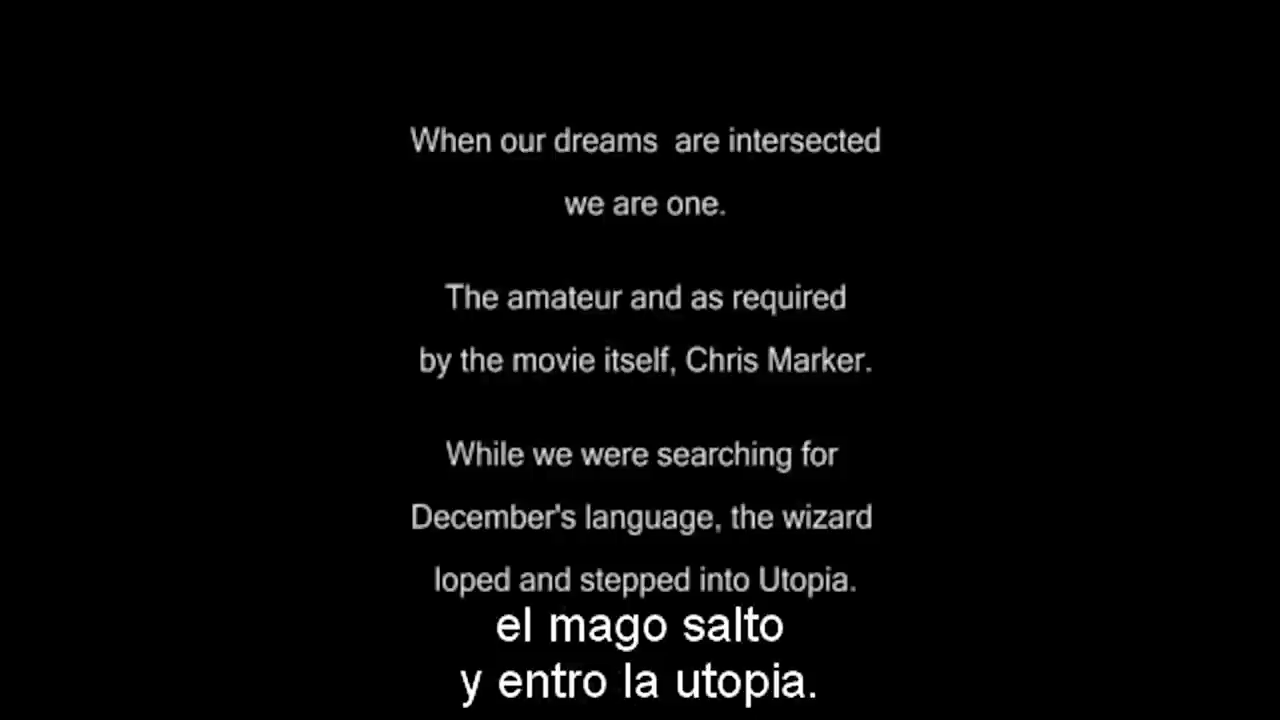 When our dreams  are intersected
we are one.
The amateur and as required
by the movie itself, Chris Marker.
While we were searching for
December's language, the wizard
loped and stepped into Utopia.
el mago salto
y entro la utopia.